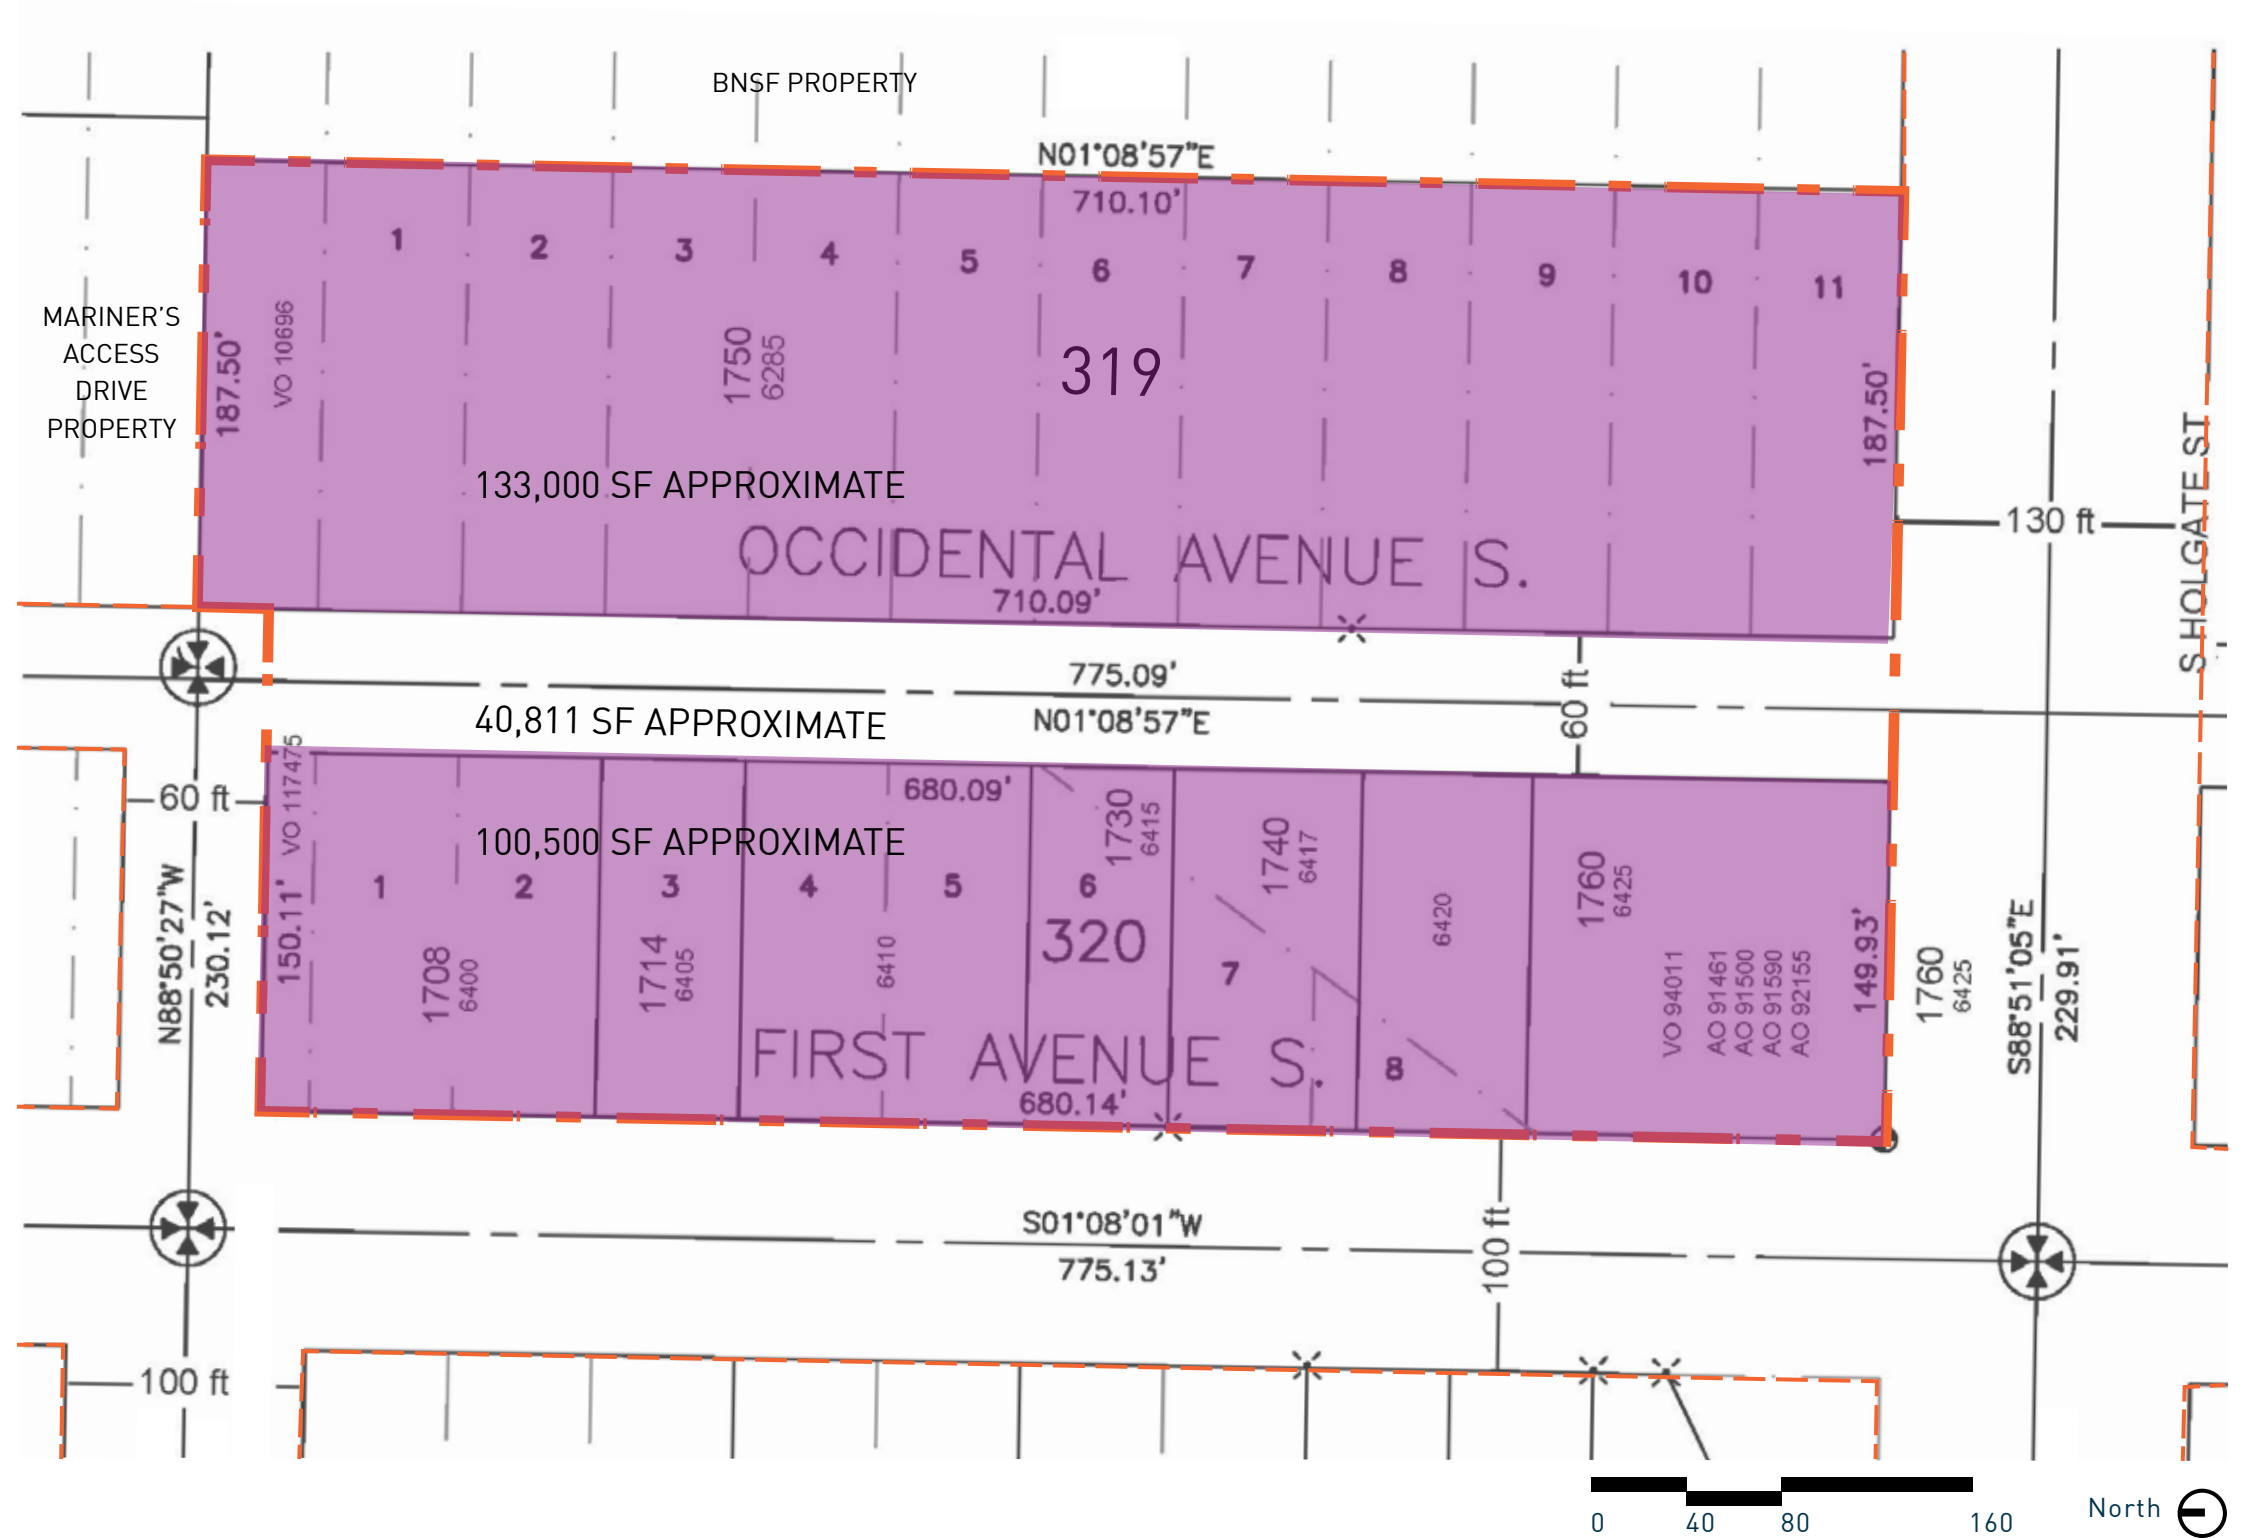 BNSF PROPERTY
N01°08'57"E
710.10'
1
2
3
4
5
6
7
8
9
10
11
MARINER'S
ACCESS
DRIVE
PROPERTY
187.50'
VO 10696
1750
6285
319
187.50'
133,000 SF APPROXIMATE
OCCIDENTAL AVENUE S.
710.09'
130 ft
S HOLGATE ST
775.09'
N01°08'57"E
60 ft
40,811 SF APPROXIMATE
60 ft
VO 117475
680.09'
100,500 SF APPROXIMATE
1
2
3
4
5
6
7
8
320
N88°50'27"W
230.12'
150.11'
1708
6400
1714
6405
6410
1730
6415
1740
6417
6420
1760
6425
VO 94011
AO 91461
AO 91500
AO 91590
AO 92155
149.93'
1760
6425
S88°51'05"E
229.91'
FIRST AVENUE S.
680.14'
S01°08'01"W
775.13'
100 ft
100 ft
0 40 80 160
North